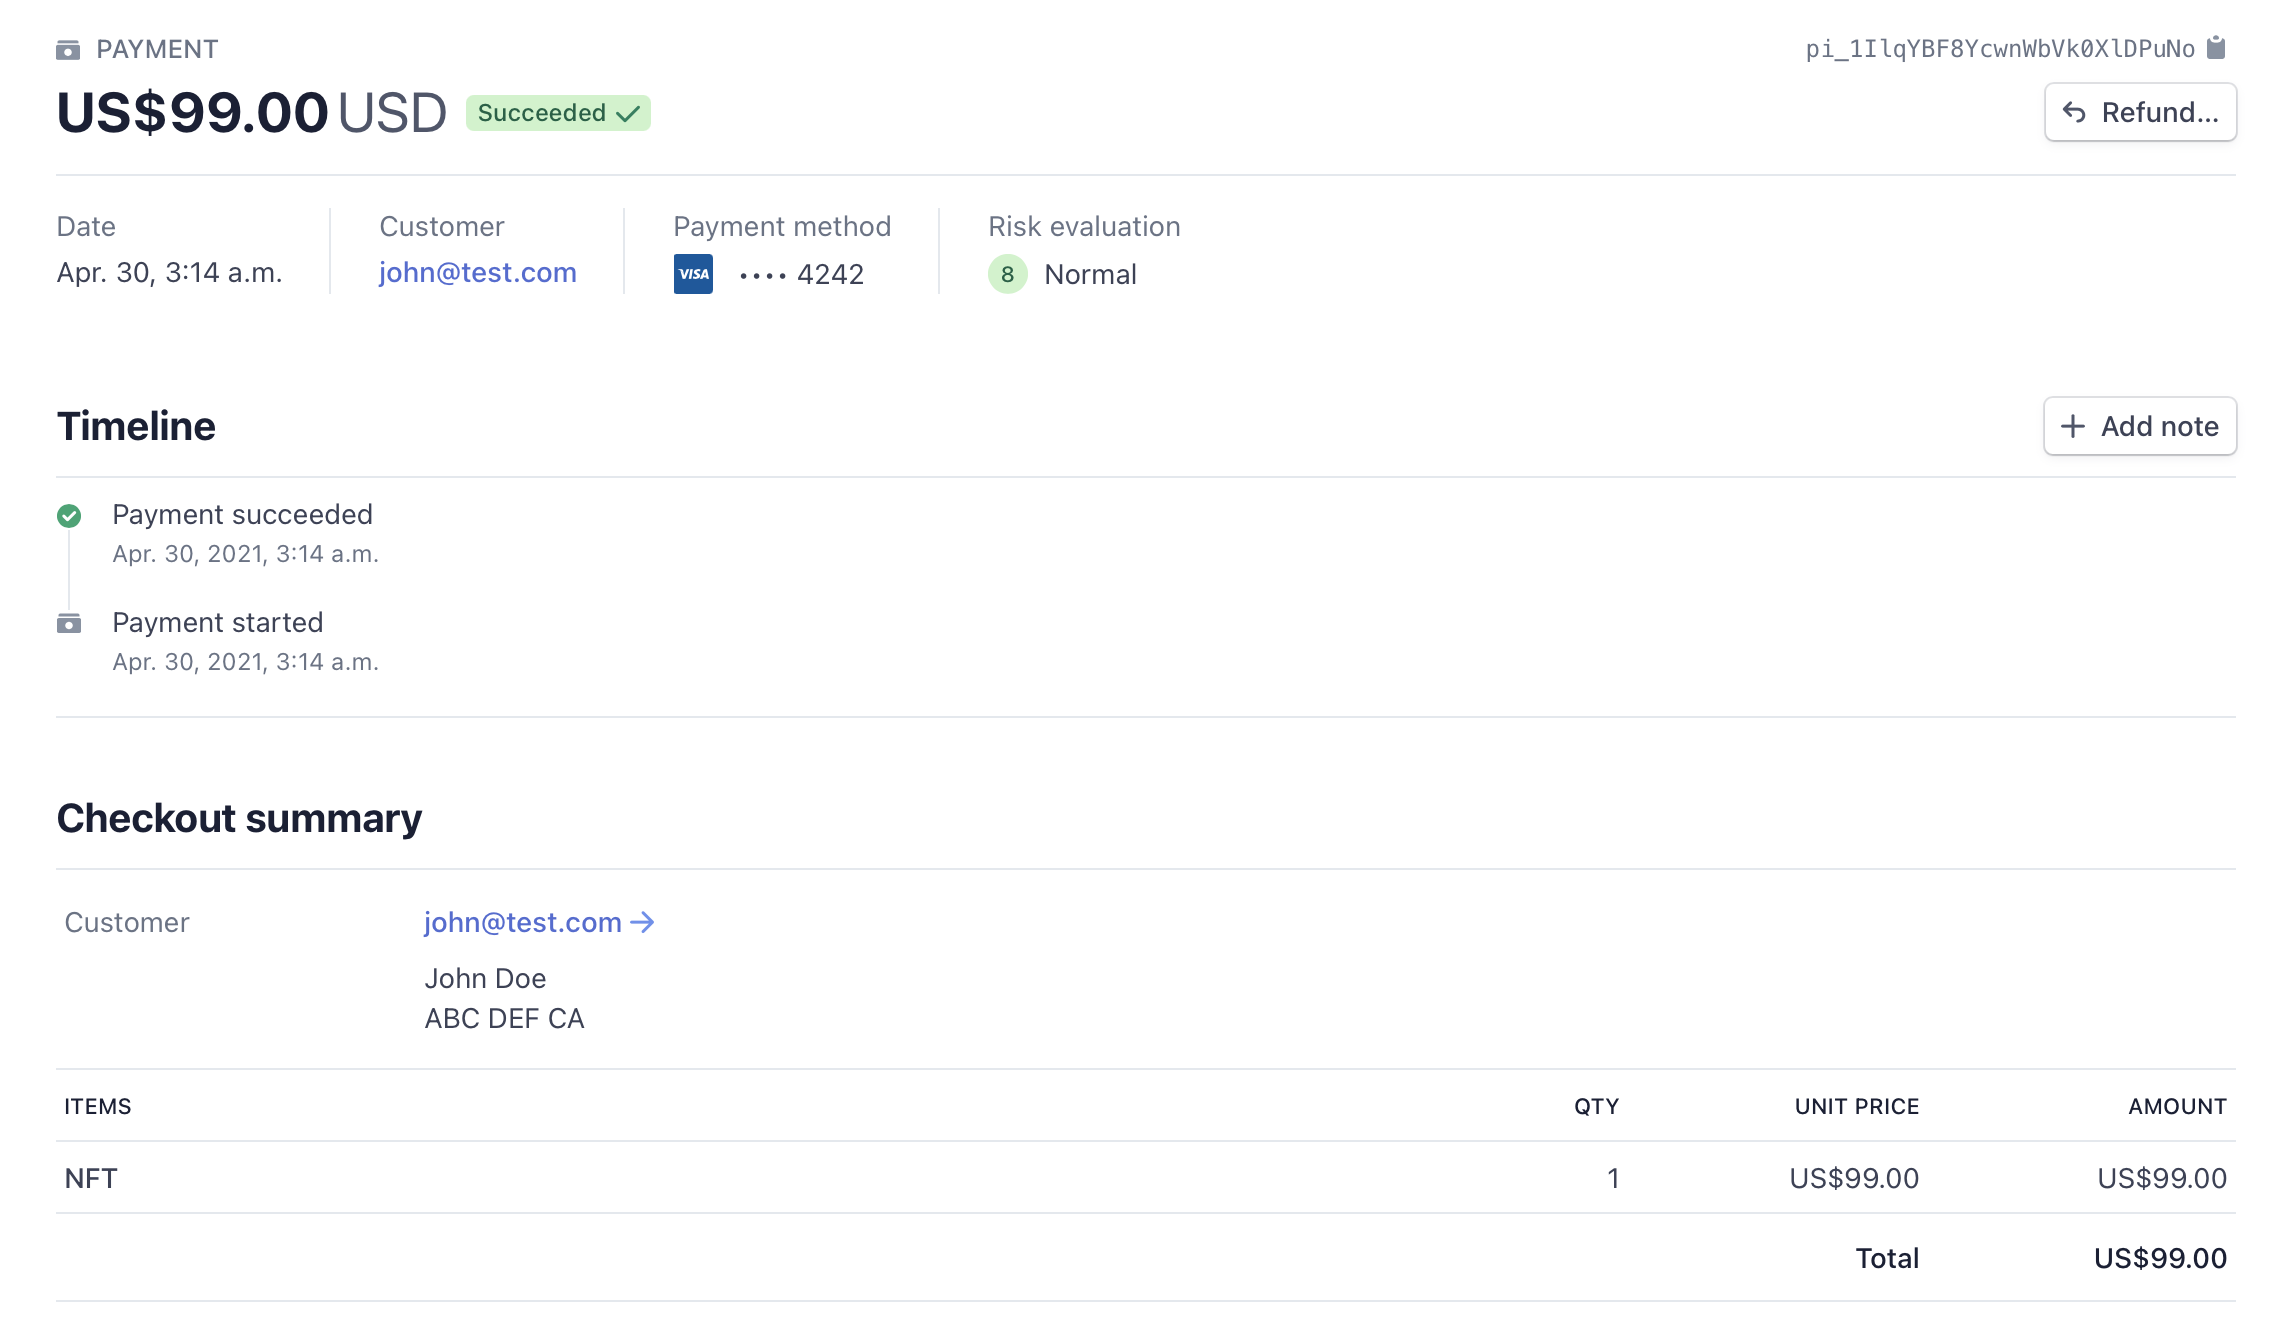 PAYMENT
pi_1IlqYBF8YcwnWbVk0XlDPuNo
US$99.00 USD Succeeded
Refund...
Date
Apr. 30, 3:14 a.m.
Customer
john@test.com
Payment method
VISA •••• 4242
Risk evaluation
8 Normal
Timeline
Add note
Payment succeeded
Apr. 30, 2021, 3:14 a.m.
Payment started
Apr. 30, 2021, 3:14 a.m.
Checkout summary
Customer
john@test.com
John Doe
ABC DEF CA
ITEMS QTY UNIT PRICE AMOUNT
NFT 1 US$99.00 US$99.00
Total US$99.00